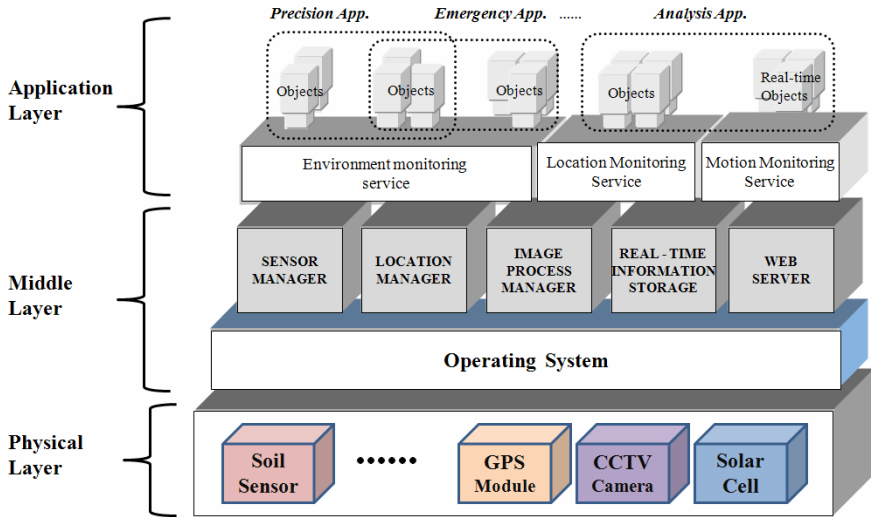 Precision App.
Emergency App.
......
Analysis App.
Application
Layer
Objects
Objects
Objects
Objects
Real-time
Objects
Environment monitoring
service
Location Monitoring
Service
Motion Monitoring
Service
Middle
Layer
SENSOR
MANAGER
LOCATION
MANAGER
IMAGE
PROCESS
MANAGER
REAL - TIME
INFORMATION
STORAGE
WEB
SERVER
Operating System
Physical
Layer
Soil
Sensor
••••••
GPS
Module
CCTV
Camera
Solar
Cell